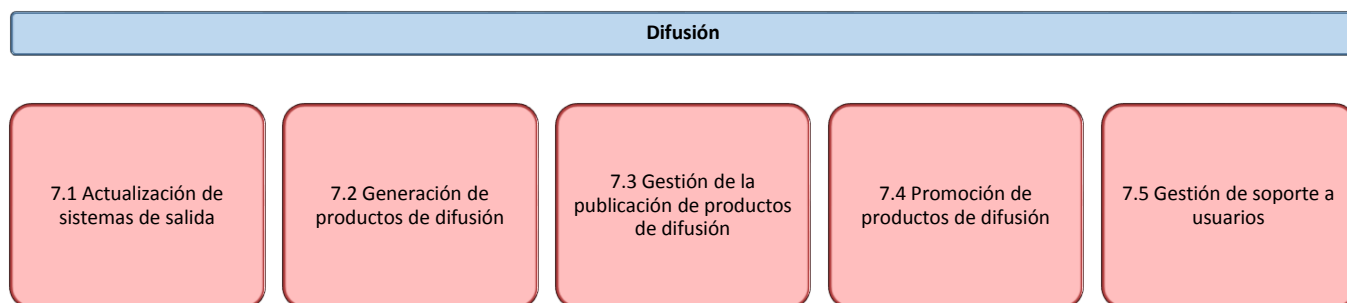 Difusión
7.1 Actualización de
sistemas de salida
7.2 Generación de
productos de difusión
7.3 Gestión de la
publicación de productos
de difusión
7.4 Promoción de
productos de difusión
7.5 Gestión de soporte a
usuarios